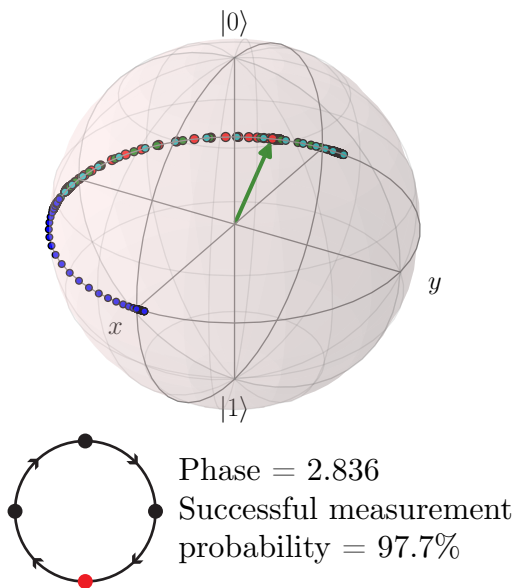 |0⟩
y
x
|1⟩
Phase = 2.836
Successful measurement
probability = 97.7%